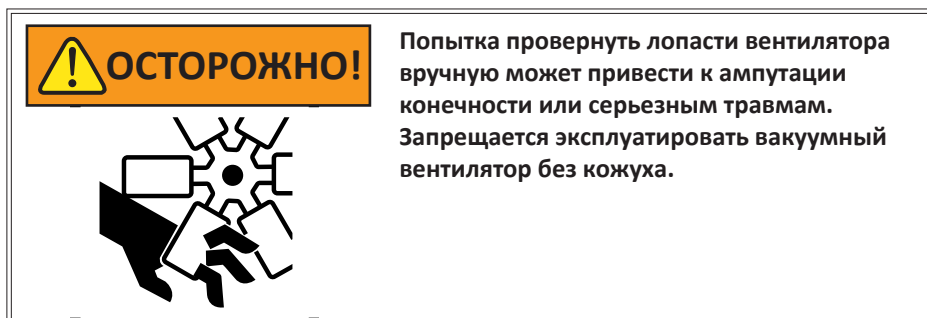 ОСТОРОЖНО!
Попытка провернуть лопасти вентилятора
вручную может привести к ампутации
конечности или серьезным травмам.
Запрещается эксплуатировать вакуумный
вентилятор без кожуха.